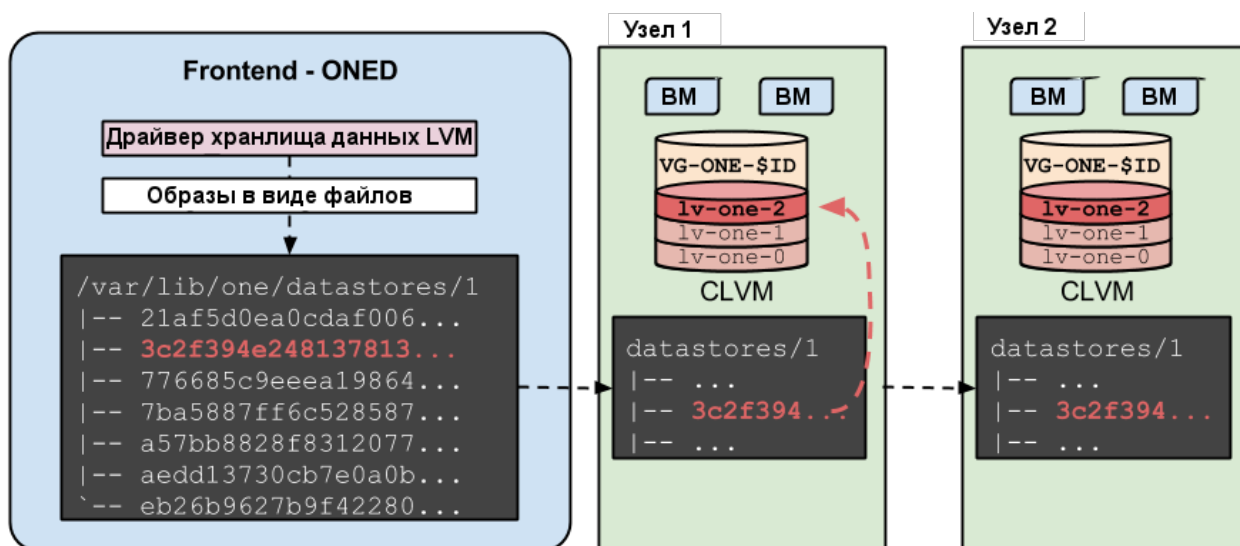 Frontend - ONED
Драйвер хранлища данных LVM
Образы в виде файлов
/var/lib/one/datastores/1
|-- 21af5d0ea0cdaf006...
|-- 3c2f394e248137813...
|-- 776685c9eeea19864...
|-- 7ba5887ff6c528587...
|-- a57bb8828f8312077...
|-- aedd13730cb7e0a0b...
`-- eb26b9627b9f42280...
Узел 1
ВМ ВМ
VG-ONE-$ID
lv-one-2
lv-one-1
lv-one-0
CLVM
datastores/1
|-- ...
|-- 3c2f394...
|-- ...
Узел 2
ВМ ВМ
VG-ONE-$ID
lv-one-2
lv-one-1
lv-one-0
CLVM
datastores/1
|-- ...
|-- 3c2f394...
|-- ...